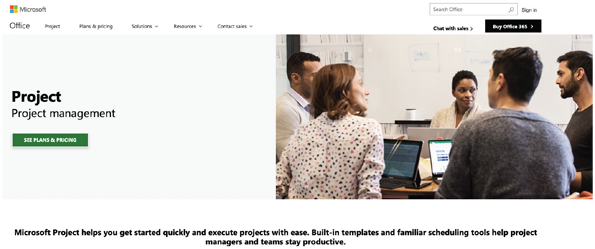 Microsoft
Search Office
Sign in
Office
Project
Plans & pricing
Solutions
Resources
Contact sales
Chat with sales >
Buy Office 365 >
Project
Project management
SEE PLANS & PRICING
Microsoft Project helps you get started quickly and execute projects with ease. Built-in templates and familiar scheduling tools help project
managers and teams stay productive.